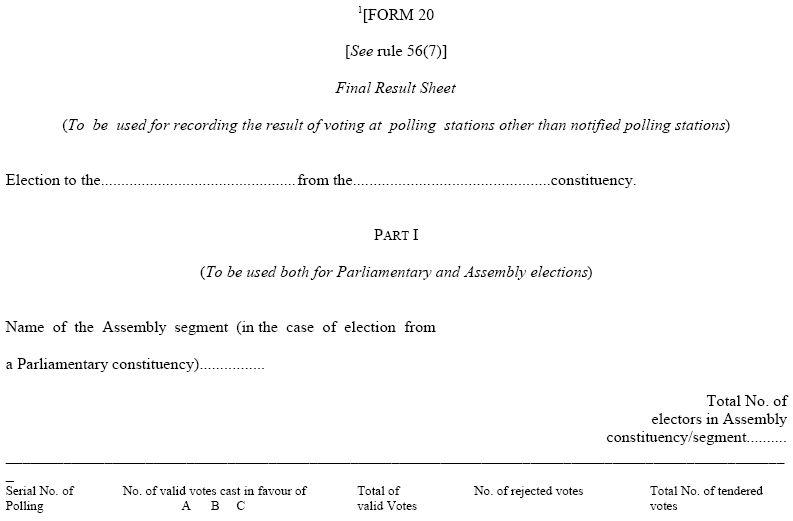 1[FORM 20
[See rule 56(7)]
Final Result Sheet
(To be used for recording the result of voting at polling stations other than notified polling stations)
Election to the................................................from the.................................................constituency.
PART I
(To be used both for Parliamentary and Assembly elections)
Name of the Assembly segment (in the case of election from
a Parliamentary constituency)................
Total No. of
electors in Assembly
constituency/segment..........
Serial No. of No. of valid votes cast in favour of Total of No. of rejected votes Total No. of tendered
Polling A B C valid Votes votes